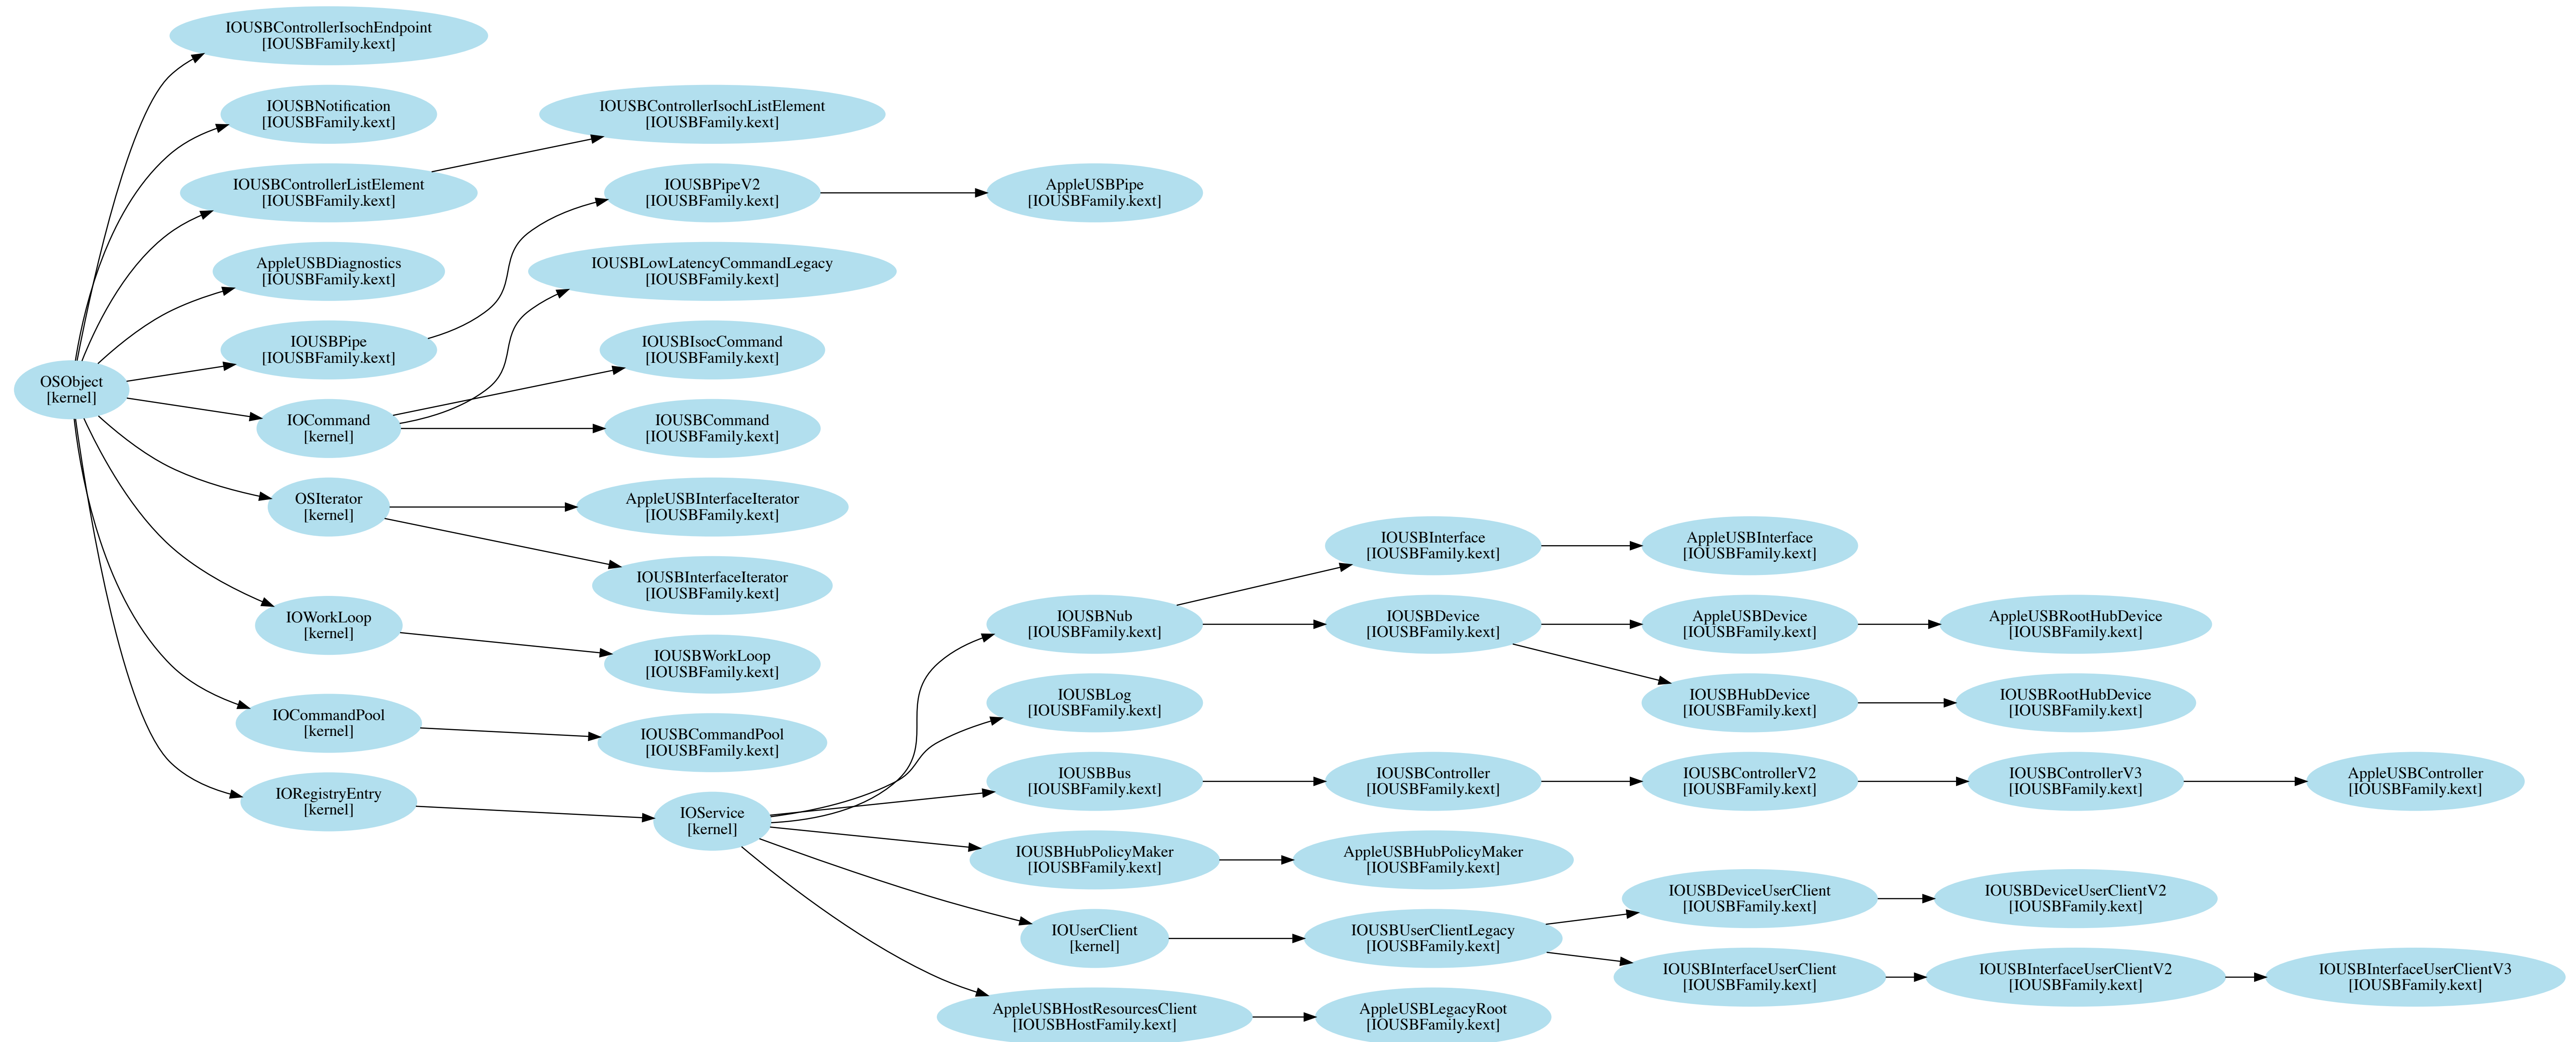 IOUSBControllerIsochEndpoint
[IOUSBFamily.kext]
IOUSBNotification
[IOUSBFamily.kext]
IOUSBControllerIsochListElement
[IOUSBFamily.kext]
IOUSBControllerListElement
[IOUSBFamily.kext]
IOUSBPipeV2
[IOUSBFamily.kext]
AppleUSBPipe
[IOUSBFamily.kext]
AppleUSBDiagnostics
[IOUSBFamily.kext]
IOUSBLowLatencyCommandLegacy
[IOUSBFamily.kext]
IOUSBPipe
[IOUSBFamily.kext]
IOUSBIsocCommand
[IOUSBFamily.kext]
OSObject
[kernel]
IOCommand
[kernel]
IOUSBCommand
[IOUSBFamily.kext]
OSIterator
[kernel]
AppleUSBInterfaceIterator
[IOUSBFamily.kext]
IOUSBInterface
[IOUSBFamily.kext]
AppleUSBInterface
[IOUSBFamily.kext]
IOUSBInterfaceIterator
[IOUSBFamily.kext]
IOWorkLoop
[kernel]
IOUSBNub
[IOUSBFamily.kext]
IOUSBDevice
[IOUSBFamily.kext]
AppleUSBDevice
[IOUSBFamily.kext]
AppleUSBRootHubDevice
[IOUSBFamily.kext]
IOUSBWorkLoop
[IOUSBFamily.kext]
IOUSBLog
[IOUSBFamily.kext]
IOUSBHubDevice
[IOUSBFamily.kext]
IOUSBRootHubDevice
[IOUSBFamily.kext]
IOCommandPool
[kernel]
IOUSBCommandPool
[IOUSBFamily.kext]
IOUSBBus
[IOUSBFamily.kext]
IOUSBController
[IOUSBFamily.kext]
IOUSBControllerV2
[IOUSBFamily.kext]
IOUSBControllerV3
[IOUSBFamily.kext]
AppleUSBController
[IOUSBFamily.kext]
IORegistryEntry
[kernel]
IOService
[kernel]
IOUSBHubPolicyMaker
[IOUSBFamily.kext]
AppleUSBHubPolicyMaker
[IOUSBFamily.kext]
IOUSBDeviceUserClient
[IOUSBFamily.kext]
IOUSBDeviceUserClientV2
[IOUSBFamily.kext]
IOUserClient
[kernel]
IOUSBUserClientLegacy
[IOUSBFamily.kext]
IOUSBInterfaceUserClient
[IOUSBFamily.kext]
IOUSBInterfaceUserClientV2
[IOUSBFamily.kext]
IOUSBInterfaceUserClientV3
[IOUSBFamily.kext]
AppleUSBHostResourcesClient
[IOUSBHostFamily.kext]
AppleUSBLegacyRoot
[IOUSBFamily.kext]